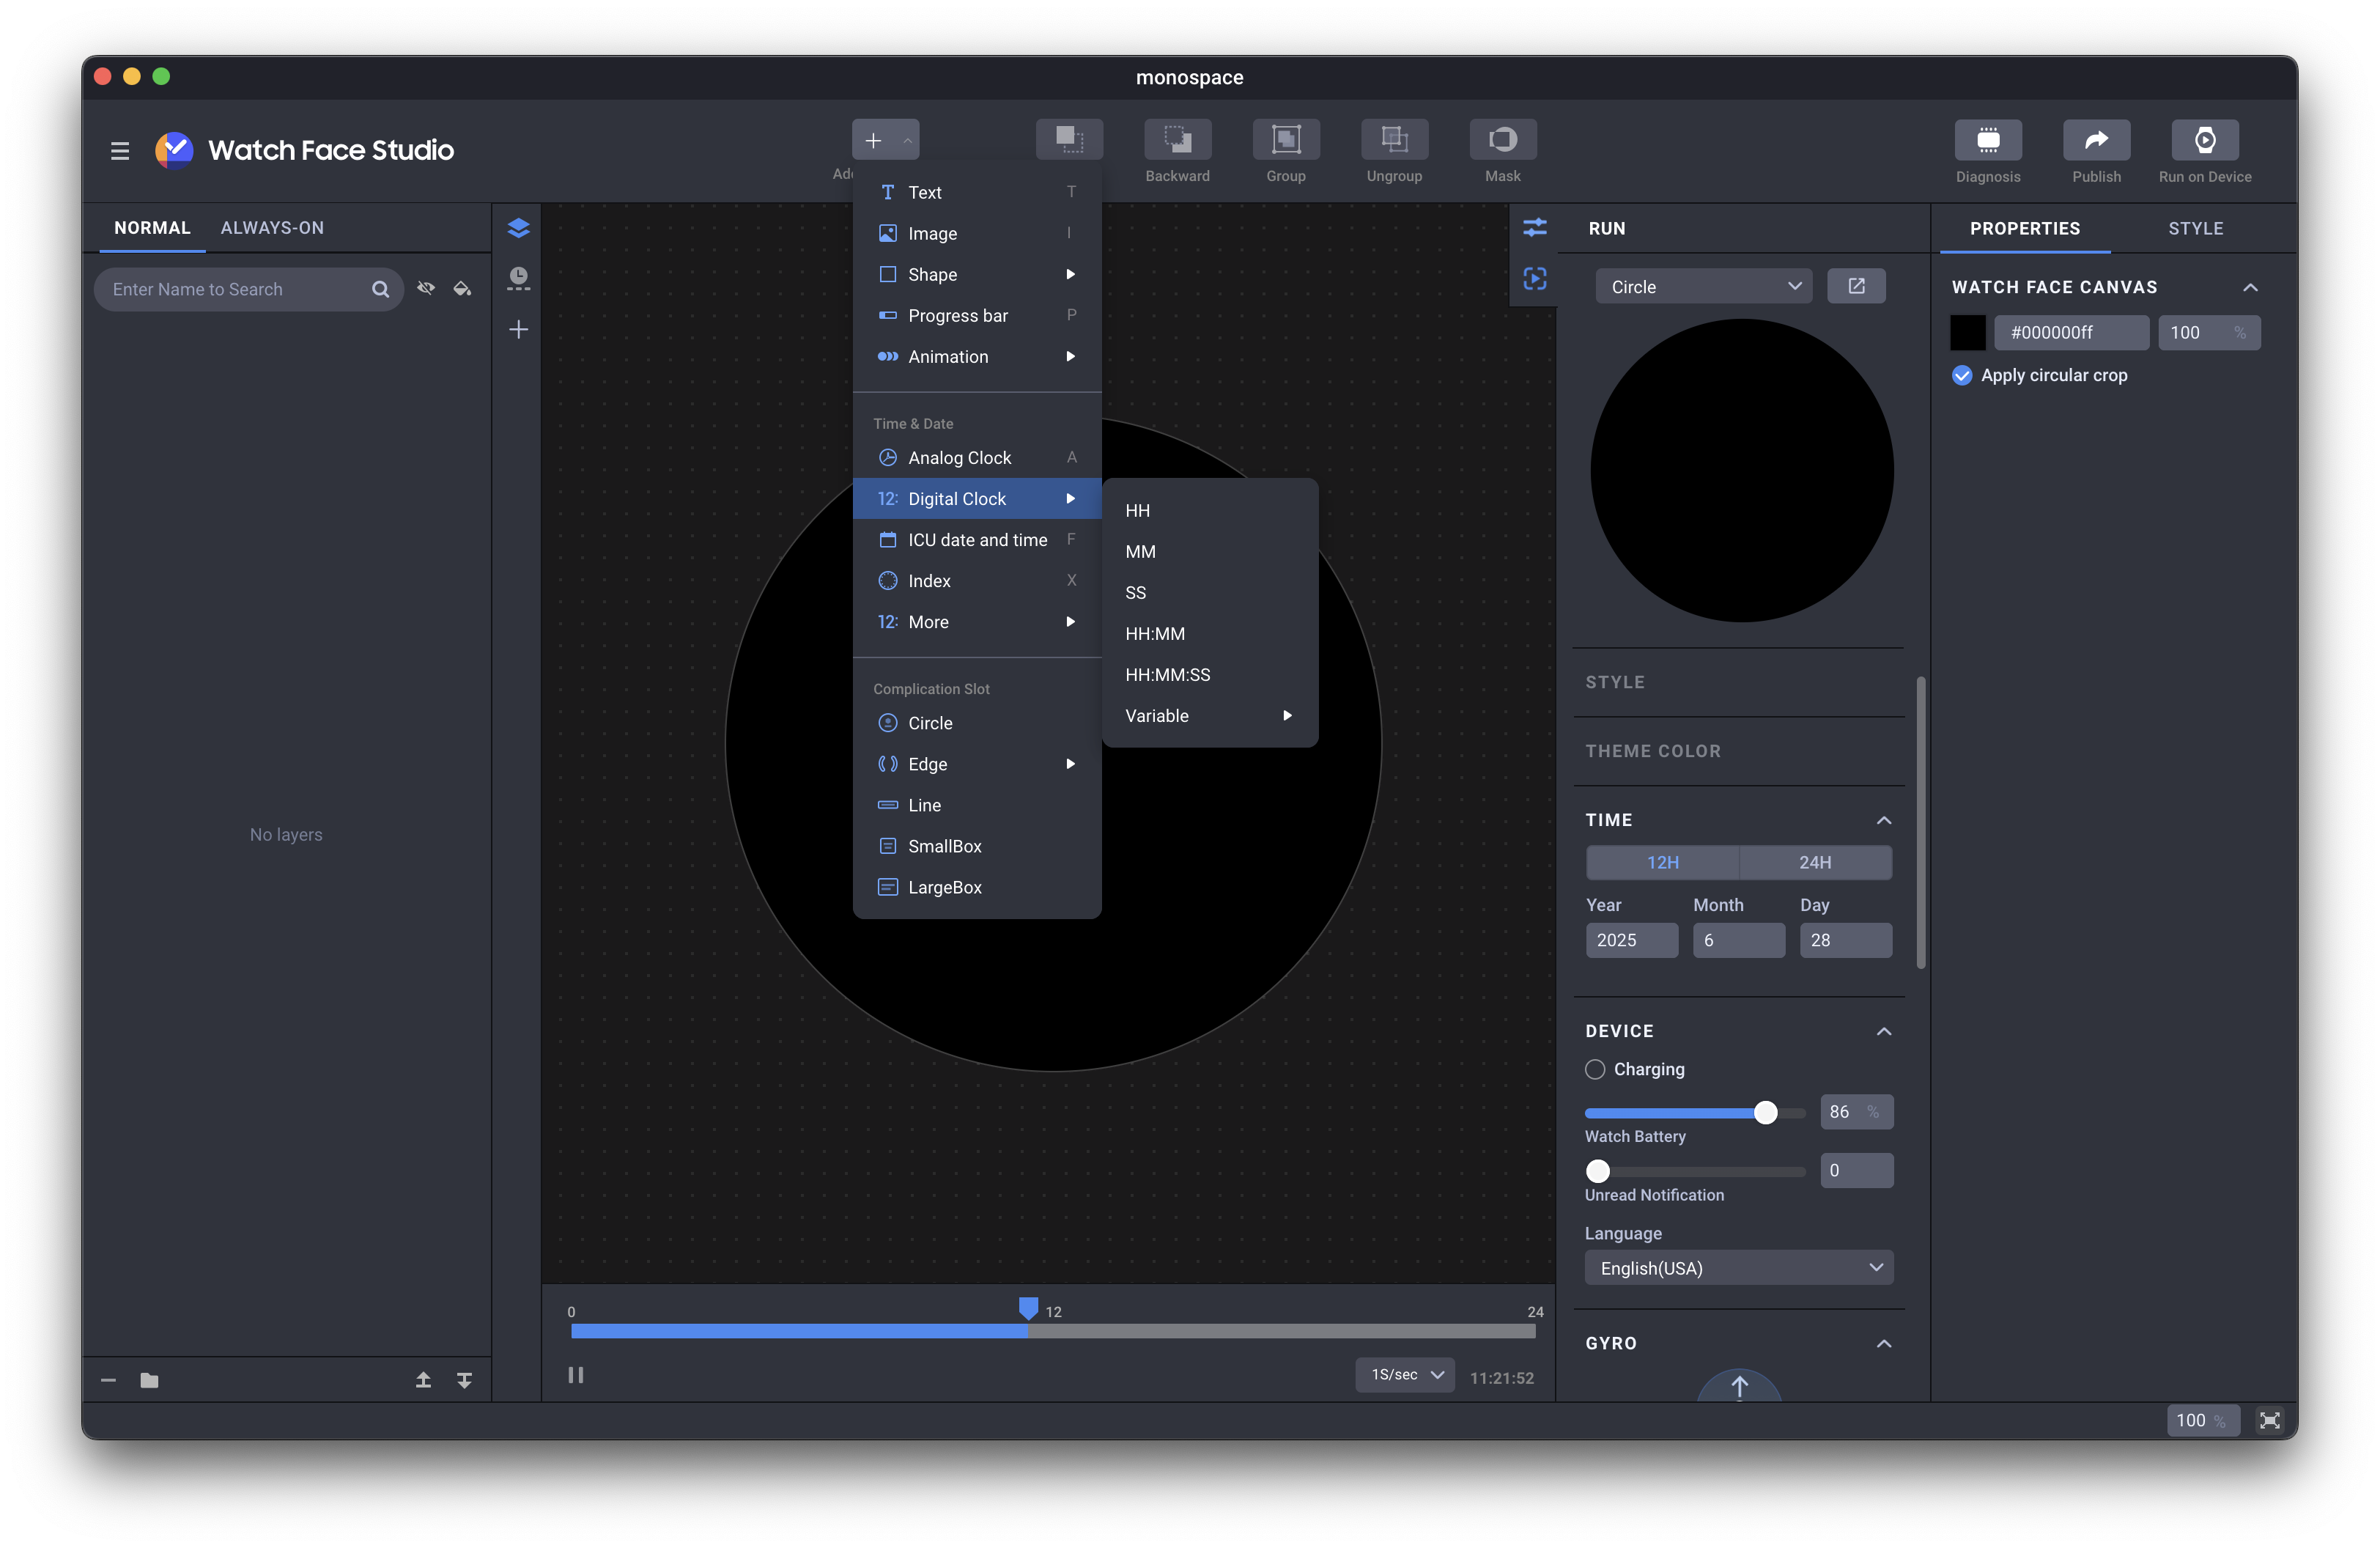 monospace
Watch Face Studio
Backward
Group
Ungroup
Mask
Diagnosis
Publish
Run on Device
NORMAL
ALWAYS-ON
Enter Name to Search
No layers
Text T
Image I
Shape
Progress bar P
Animation
Time & Date
Analog Clock A
12: Digital Clock
ICU date and time F
Index X
12: More
Complication Slot
Circle
Edge
Line
SmallBox
LargeBox
HH
MM
SS
HH:MM
HH:MM:SS
Variable
0
12
24
1S/sec
11:21:52
RUN
Circle
STYLE
THEME COLOR
TIME
12H
24H
Year
Month
Day
2025
6
28
DEVICE
Charging
86 %
Watch Battery
0
Unread Notification
Language
English(USA)
GYRO
PROPERTIES
STYLE
WATCH FACE CANVAS
#000000ff
100 %
Apply circular crop
100 %